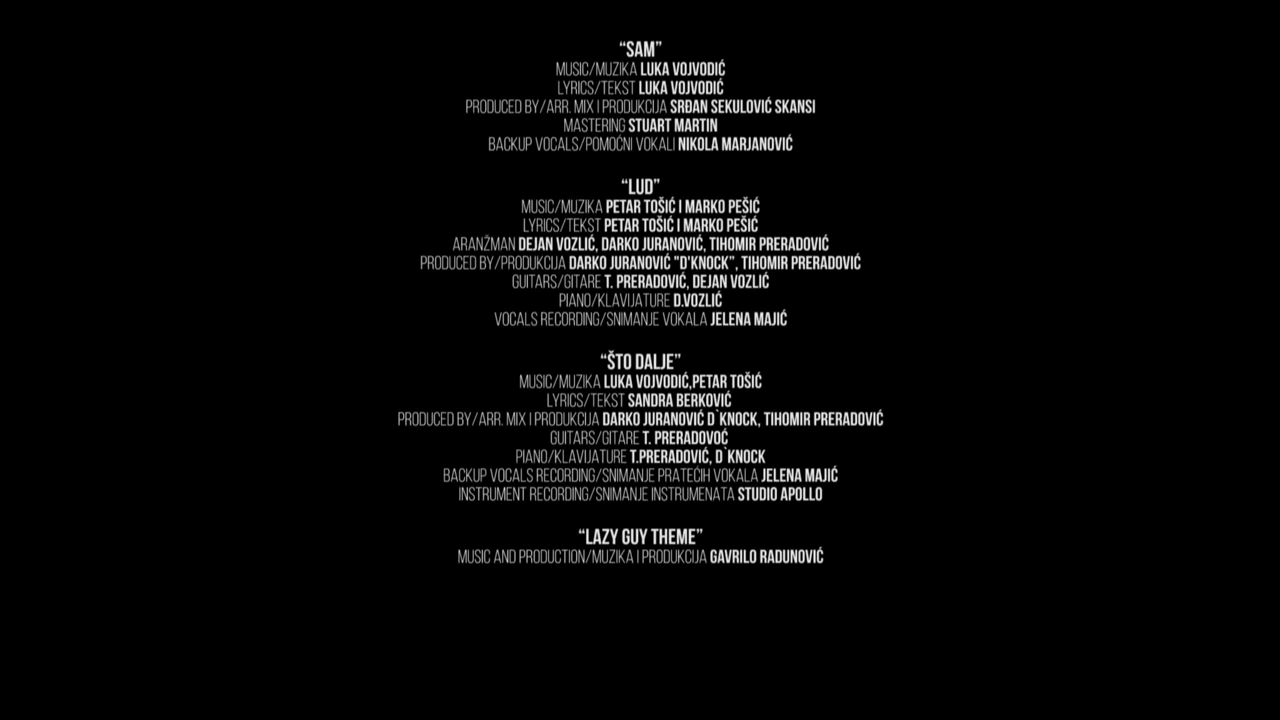 “SAM”
MUSIC/MUZIKA LUKA VOJVODIĆ
LYRICS/TEKST LUKA VOJVODIĆ
PRODUCED BY/ARR. MIX I PRODUKCIJA SRĐAN SEKULOVIĆ SKANSI
MASTERING STUART MARTIN
BACKUP VOCALS/POMOĆNI VOKALI NIKOLA MARJANOVIĆ
“LUD”
MUSIC/MUZIKA PETAR TOŠIĆ I MARKO PEŠIĆ
LYRICS/TEKST PETAR TOŠIĆ I MARKO PEŠIĆ
ARANŽMAN DEJAN VOZLIĆ, DARKO JURANOVIĆ, TIHOMIR PRERADOVIĆ
PRODUCED BY/PRODUKCIJA DARKO JURANOVIĆ "D'KNOCK”, TIHOMIR PRERADOVIĆ
GUITARS/GITARE T. PRERADOVIĆ, DEJAN VOZLIĆ
PIANO/KLAVIJATURE D.VOZLIĆ
VOCALS RECORDING/SNIMANJE VOKALA JELENA MAJIĆ
“ŠTO DALJE”
MUSIC/MUZIKA LUKA VOJVODIĆ,PETAR TOŠIĆ
LYRICS/TEKST SANDRA BERKOVIĆ
PRODUCED BY/ARR. MIX I PRODUKCIJA DARKO JURANOVIĆ D`KNOCK, TIHOMIR PRERADOVIĆ
GUITARS/GITARE T. PRERADOVOĆ
PIANO/KLAVIJATURE T.PRERADOVIĆ, D`KNOCK
BACKUP VOCALS RECORDING/SNIMANJE PRATEĆIH VOKALA JELENA MAJIĆ
INSTRUMENT RECORDING/SNIMANJE INSTRUMENATA STUDIO APOLLO
“LAZY GUY THEME”
MUSIC AND PRODUCTION/MUZIKA I PRODUKCIJA GAVRILO RADUNOVIĆ